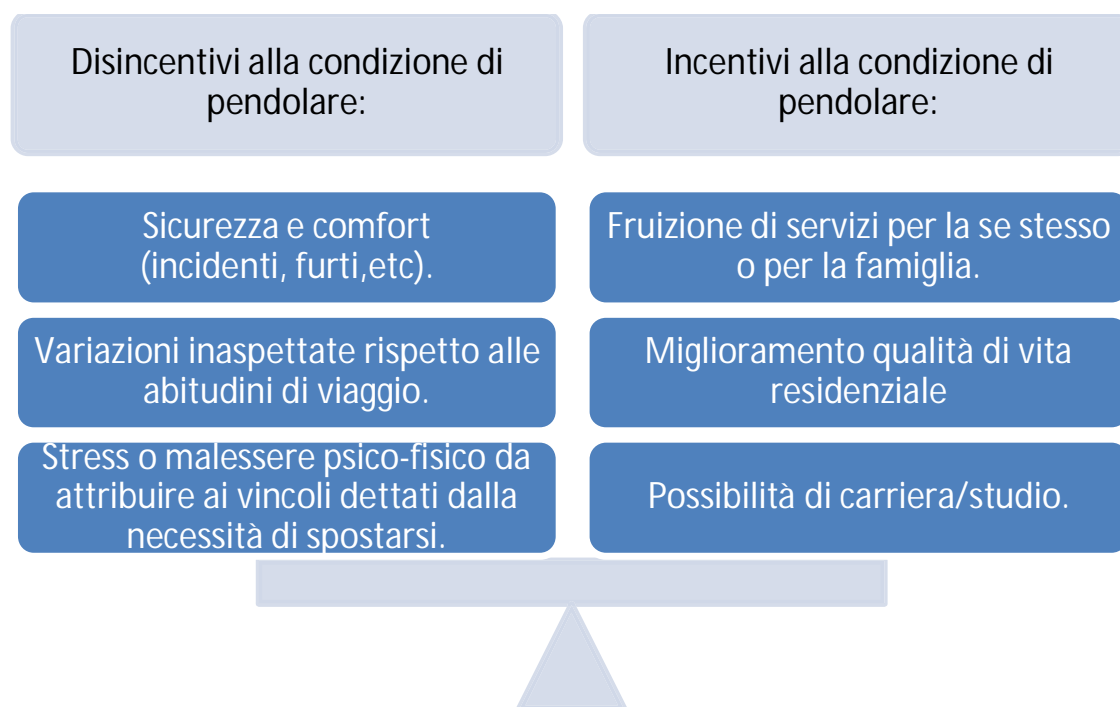 Disincentivi alla condizione di
pendolare:
Sicurezza e comfort
(incidenti, furti,etc).
Variazioni inaspettate rispetto alle
abitudini di viaggio.
Stress o malessere psico-fisico da
attribuire ai vincoli dettati dalla
necessità di spostarsi.
Incentivi alla condizione di
pendolare:
Fruizione di servizi per la se stesso
o per la famiglia.
Miglioramento qualità di vita
residenziale
Possibilità di carriera/studio.